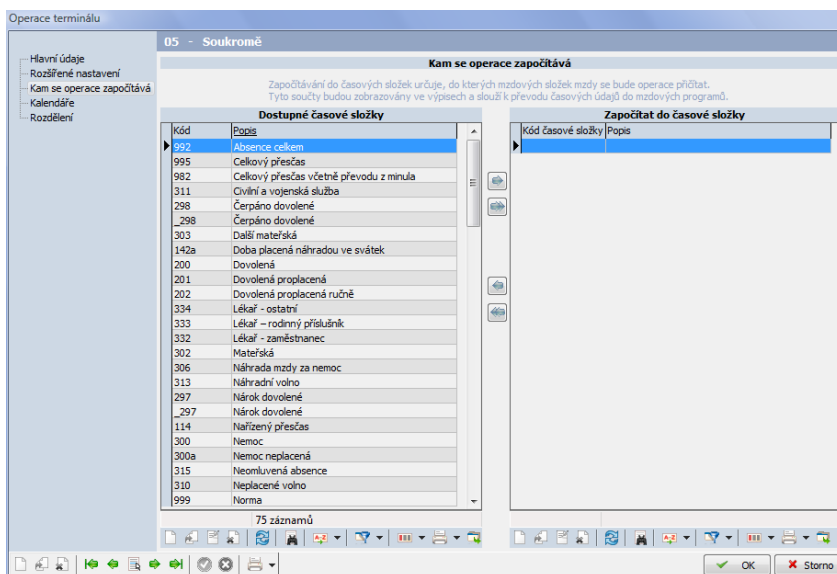 Operace terminálu
Hlavní údaje
Rozšířené nastavení
Kam se operace započítává
Kalendáře
Rozdělení
05 - Soukromě
Kam se operace započítává
Započítávání do časových složek určuje, do kterých mzdových složek mzdy se bude operace přičítat.
Tyto součty budou zobrazovány ve výpisech a slouží k převodu časových údajů do mzdových programů.
Dostupné časové složky
Kód Popis
992 Absence celkem
995 Celkový přesčas
982 Celkový přesčas včetně převodu z minula
311 Civilní a vojenská služba
298 Čerpáno dovolené
_298 Čerpáno dovolené
303 Další mateřská
142a Doba placená náhradou ve svátek
200 Dovolená
201 Dovolená proplacená
202 Dovolená proplacená ručně
334 Lékař - ostatní
333 Lékař – rodinný příslušník
332 Lékař - zaměstnanec
302 Mateřská
306 Náhrada mzdy za nemoc
313 Náhradní volno
297 Nárok dovolené
_297 Nárok dovolené
114 Nařízený přesčas
300 Nemoc
300a Nemoc neplacená
315 Neomluvená absence
310 Neplacené volno
999 Norma
75 záznamů
Započítat do časové složky
Kód časové složky Popis
OK
Storno